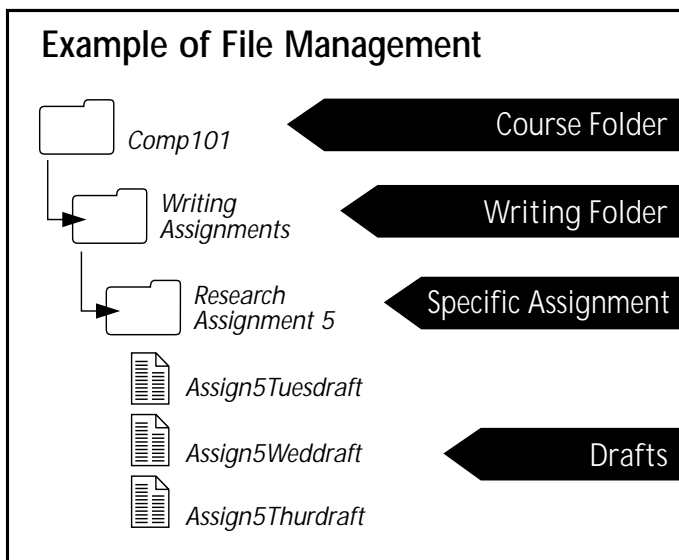 Example of File Management
Comp101
Course Folder
Writing
Assignments
Writing Folder
Research
Assignment 5
Specific Assignment
Assign5Tuesdraft
Assign5Weddraft
Drafts
Assign5Thurdraft